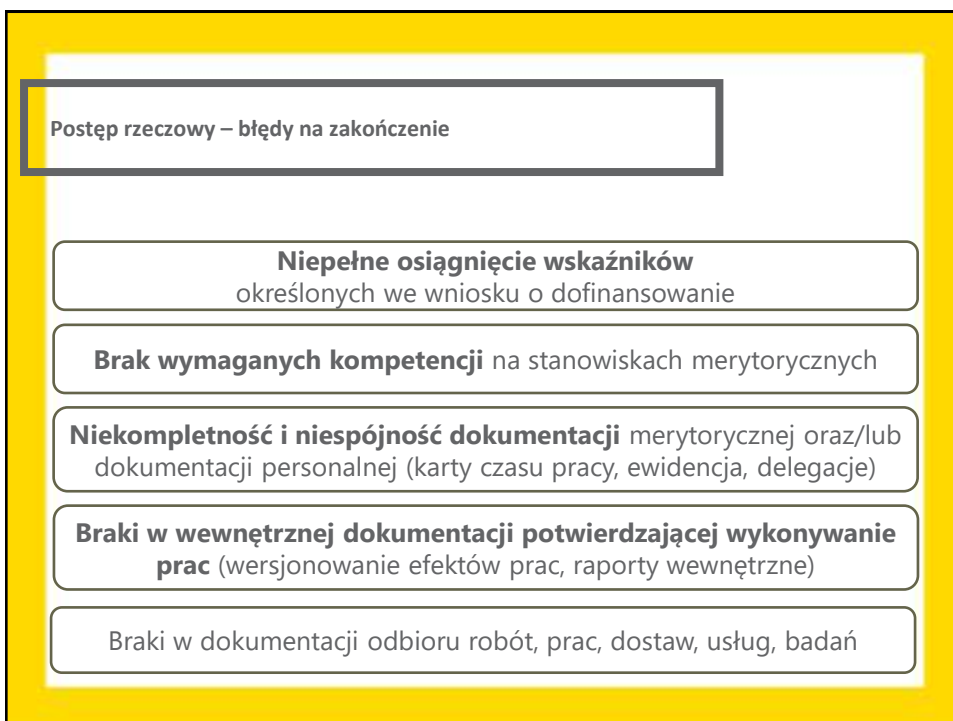 Postęp rzeczowy – błędy na zakończenie
Niepełne osiągnięcie wskaźników
określonych we wniosku o dofinansowanie
Brak wymaganych kompetencji na stanowiskach merytorycznych
Niekompletność i niespójność dokumentacji merytorycznej oraz/lub
dokumentacji personalnej (karty czasu pracy, ewidencja, delegacje)
Braki w wewnętrznej dokumentacji potwierdzającej wykonywanie
prac (wersjonowanie efektów prac, raporty wewnętrzne)
Braki w dokumentacji odbioru robót, prac, dostaw, usług, badań